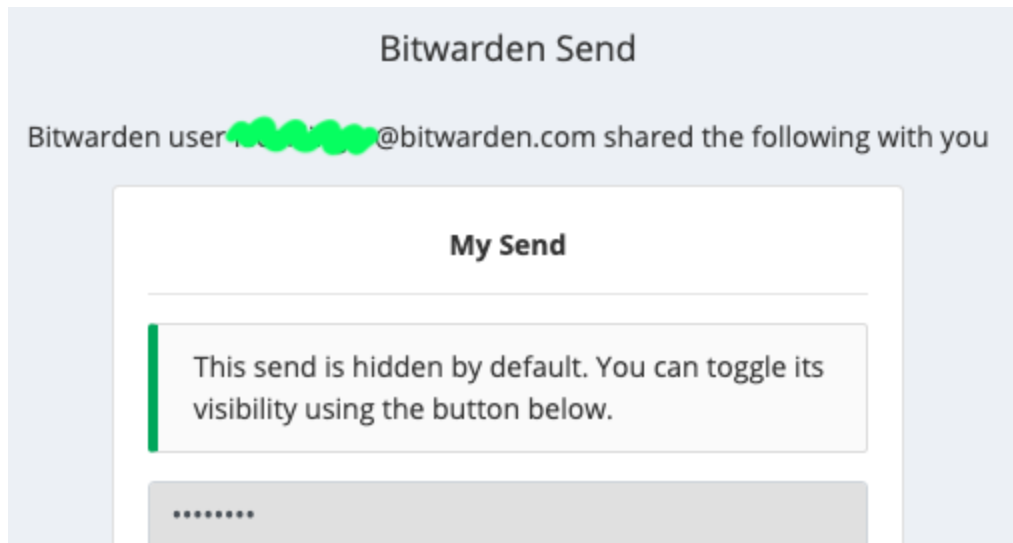 Bitwarden Send
Bitwarden user @bitwarden.com shared the following with you
My Send
This send is hidden by default. You can toggle its
visibility using the button below.
••••••••